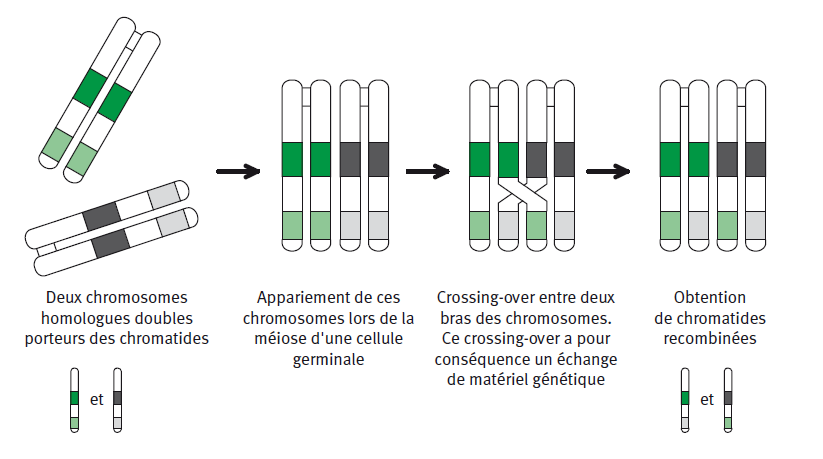 Deux chromosomes
homologues doubles
porteurs des chromatides
et
Appariement de ces
chromosomes lors de la
méiose d'une cellule
germinale
Crossing-over entre deux
bras des chromosomes.
Ce crossing-over a pour
conséquence un échange
de matériel génétique
Obtention
de chromatides
recombinées
et